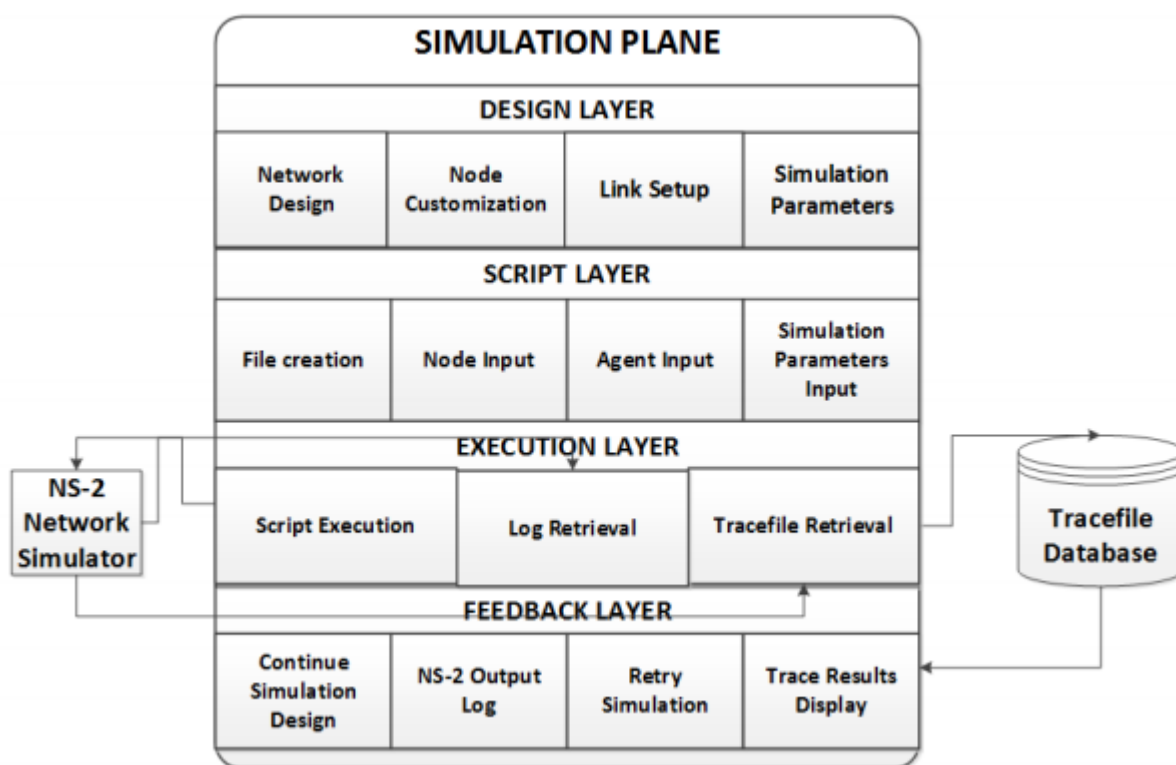 SIMULATION PLANE
DESIGN LAYER
Network
Design
Node
Customization
Link Setup
Simulation
Parameters
SCRIPT LAYER
File creation
Node Input
Agent Input
Simulation
Parameters
Input
EXECUTION LAYER
NS-2
Network
Simulator
Script Execution
Log Retrieval
Tracefile Retrieval
Tracefile
Database
FEEDBACK LAYER
Continue
Simulation
Design
NS-2 Output
Log
Retry
Simulation
Trace Results
Display